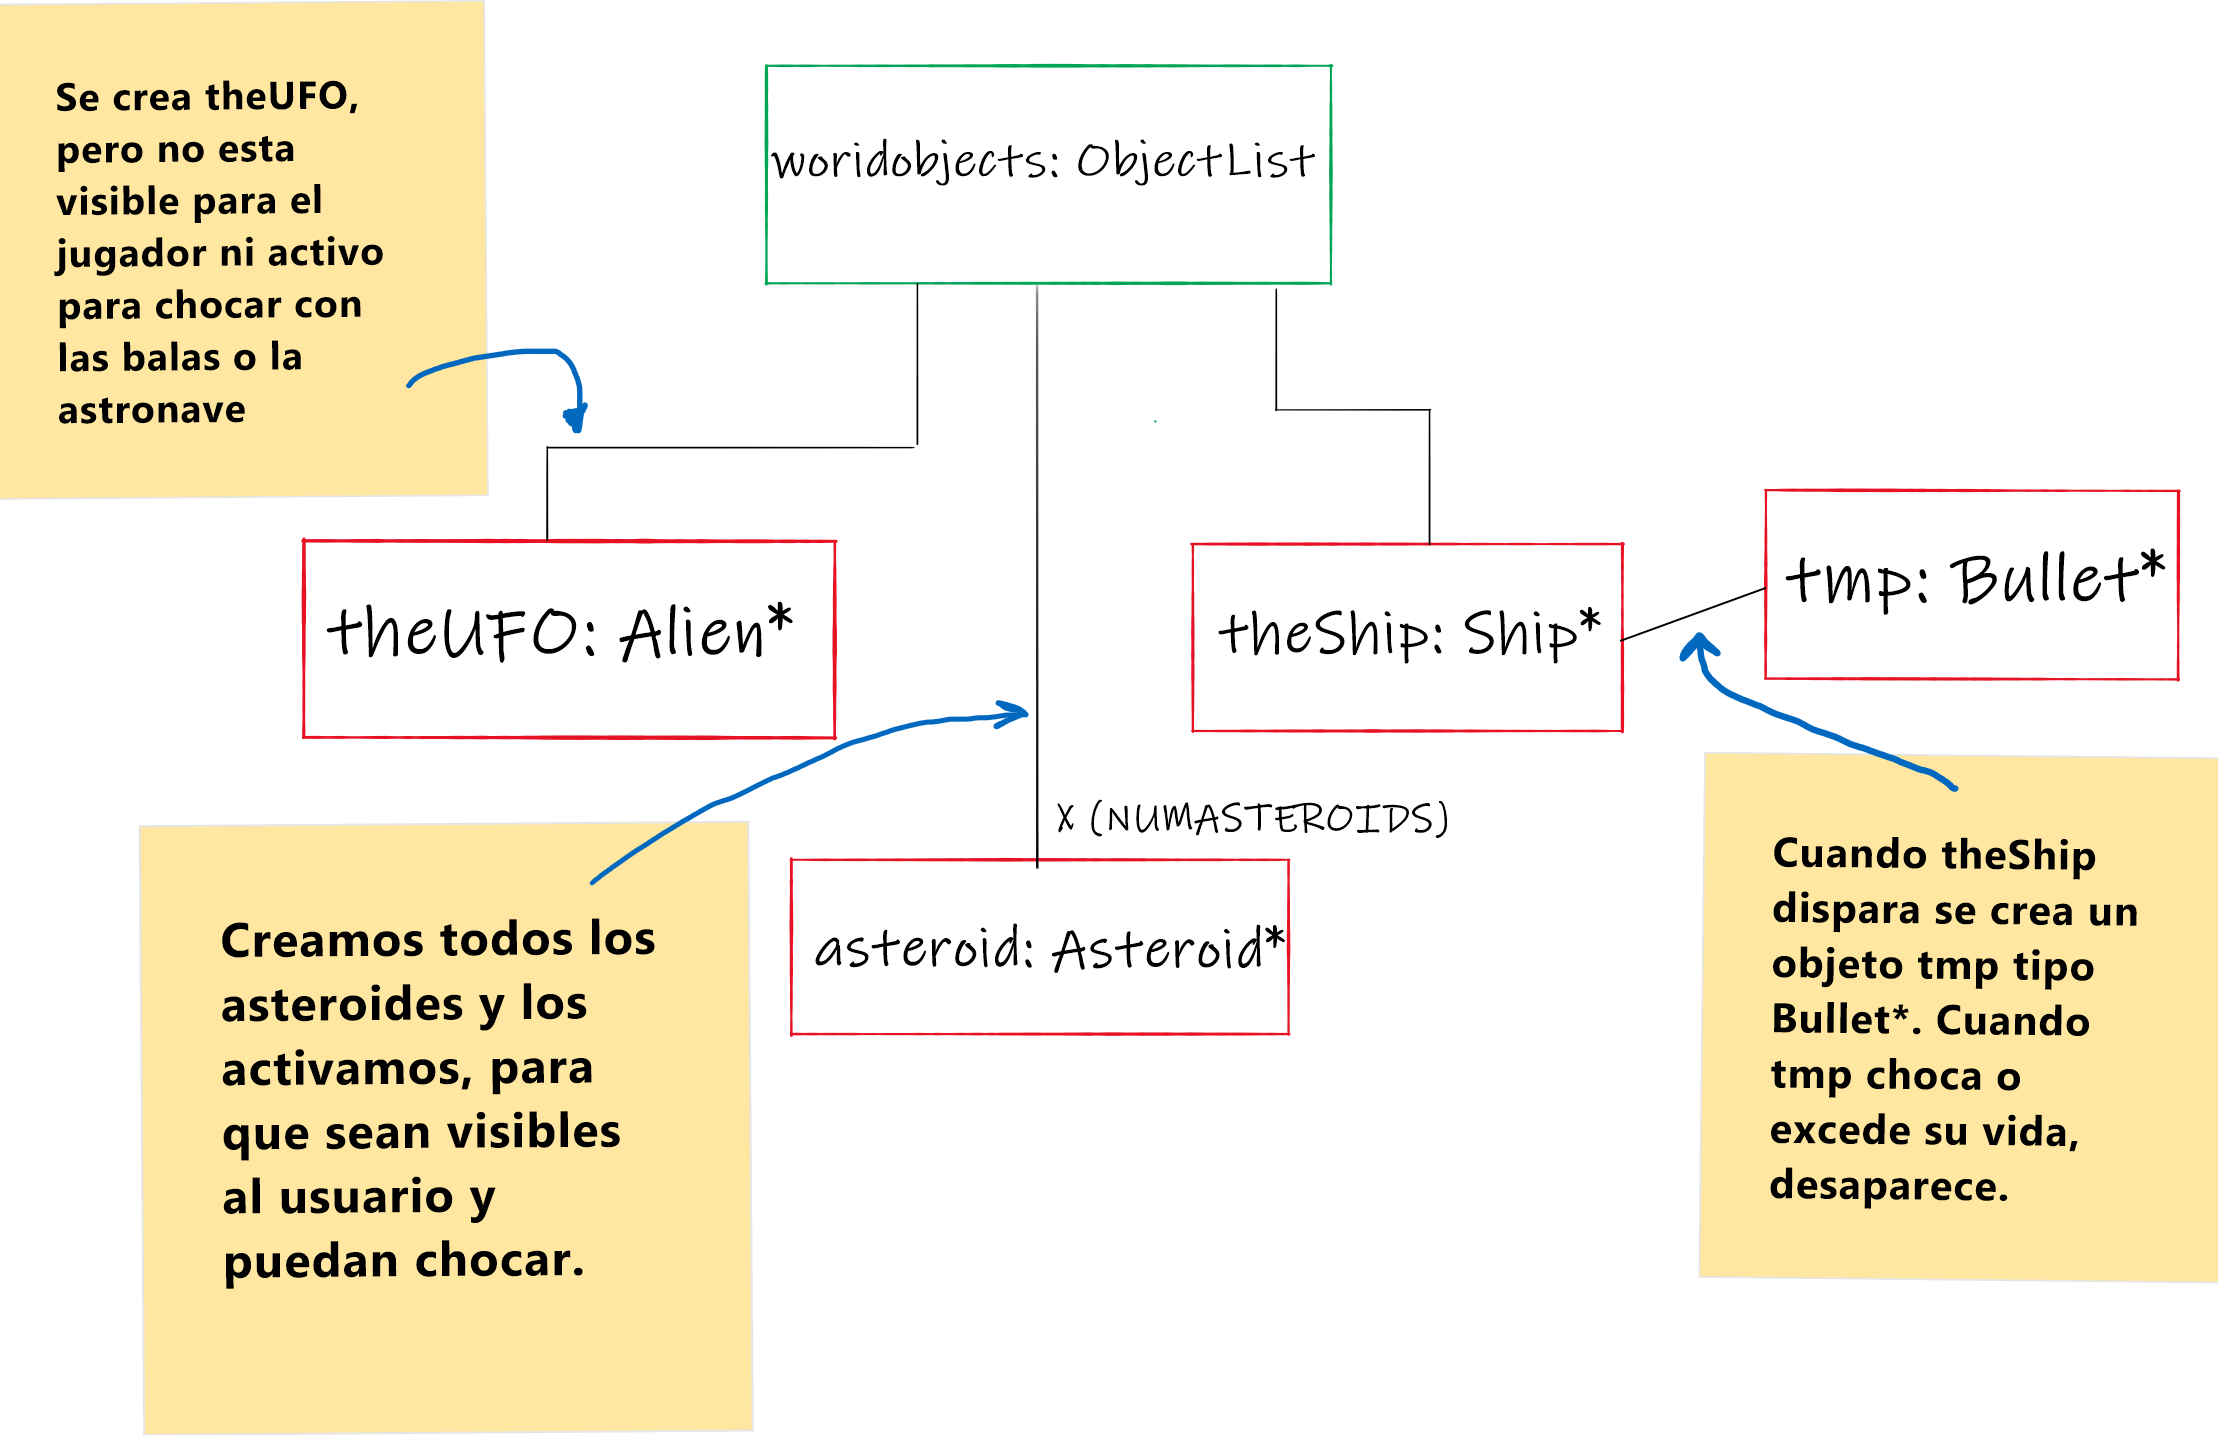 Se crea theUFO,
pero no esta
visible para el
jugador ni activo
para chocar con
las balas o la
astronave
woridobjects: ObjectList
theUFO: Alien*
theShip: Ship*
tmp: Bullet*
X (NUMASTEROIDS)
asteroid: Asteroid*
Creamos todos los
asteroides y los
activamos, para
que sean visibles
al usuario y
puedan chocar.
Cuando theShip
dispara se crea un
objeto tmp tipo
Bullet*. Cuando
tmp choca o
excede su vida,
desaparece.